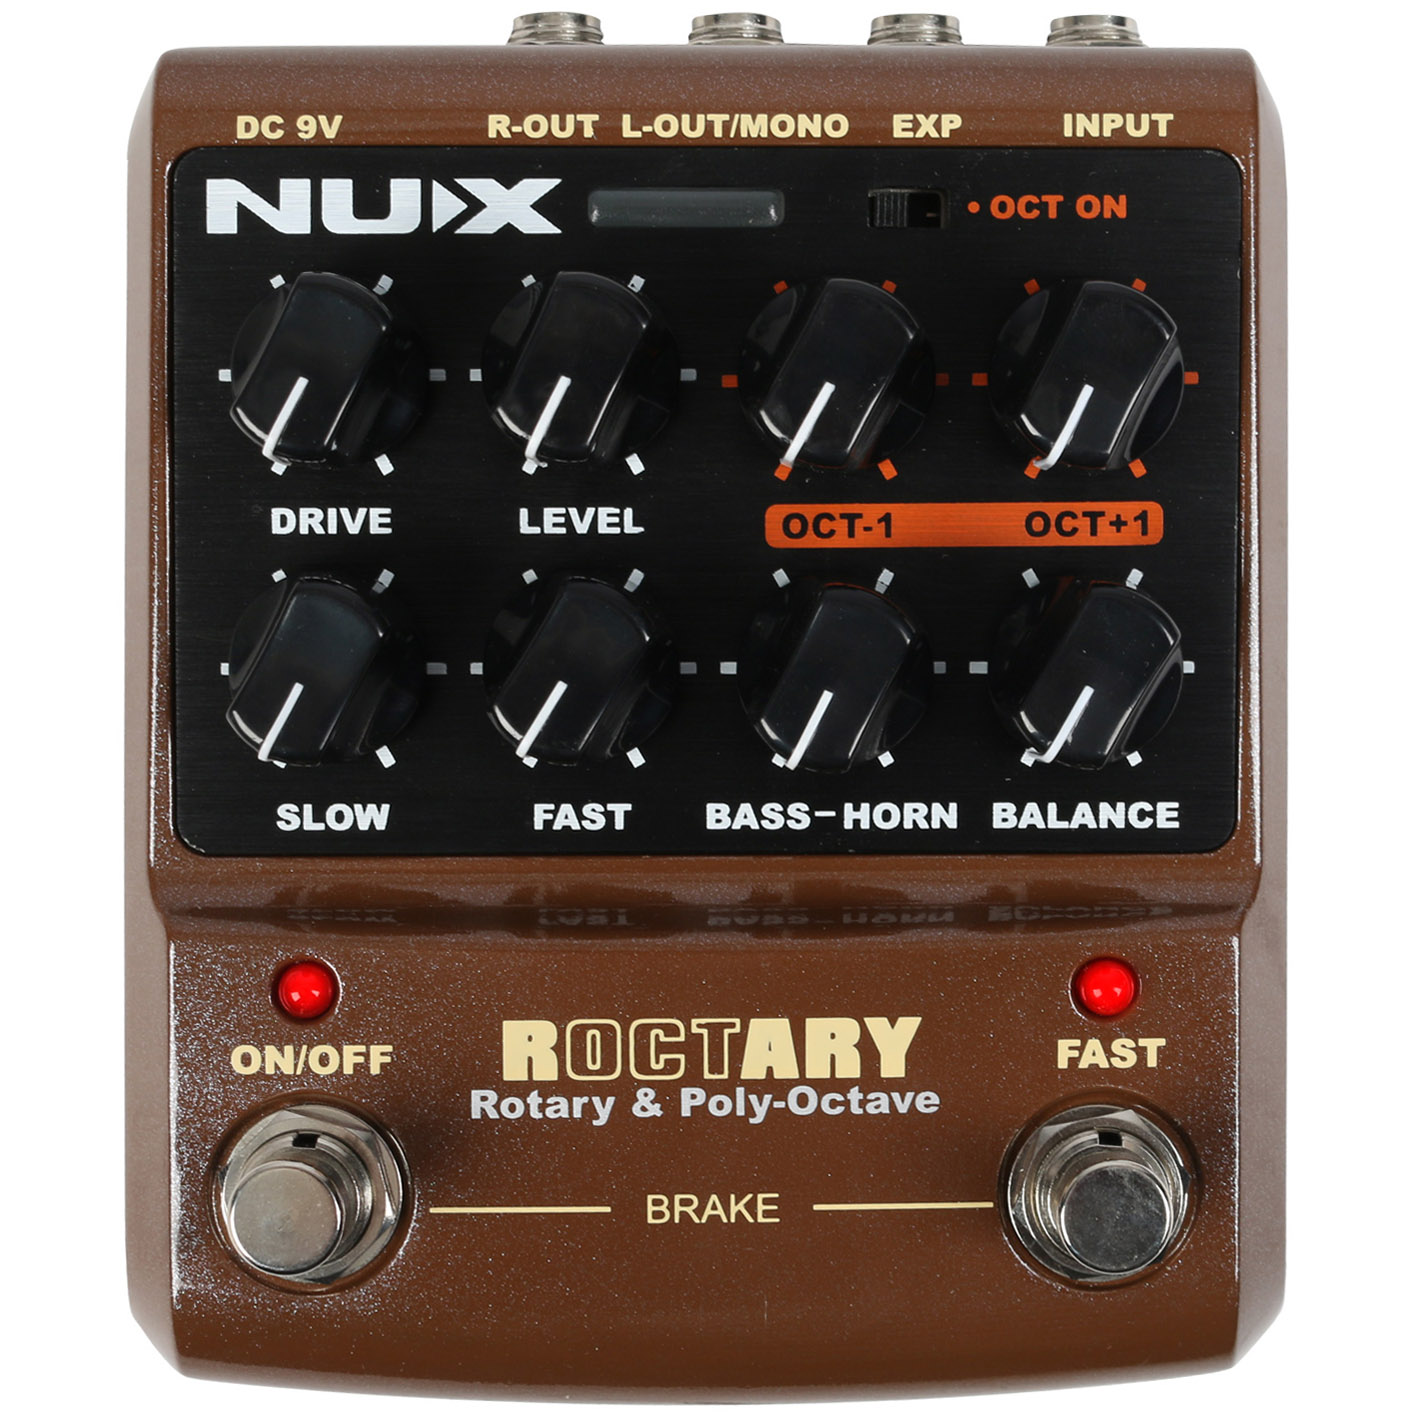 DC 9V R-OUT L-OUT/MONO EXP INPUT
NUX • OCT ON
DRIVE LEVEL OCT-1 OCT+1
SLOW FAST BASS–HORN BALANCE
ON/OFF ROCTARY FAST
Rotary & Poly-Octave
BRAKE